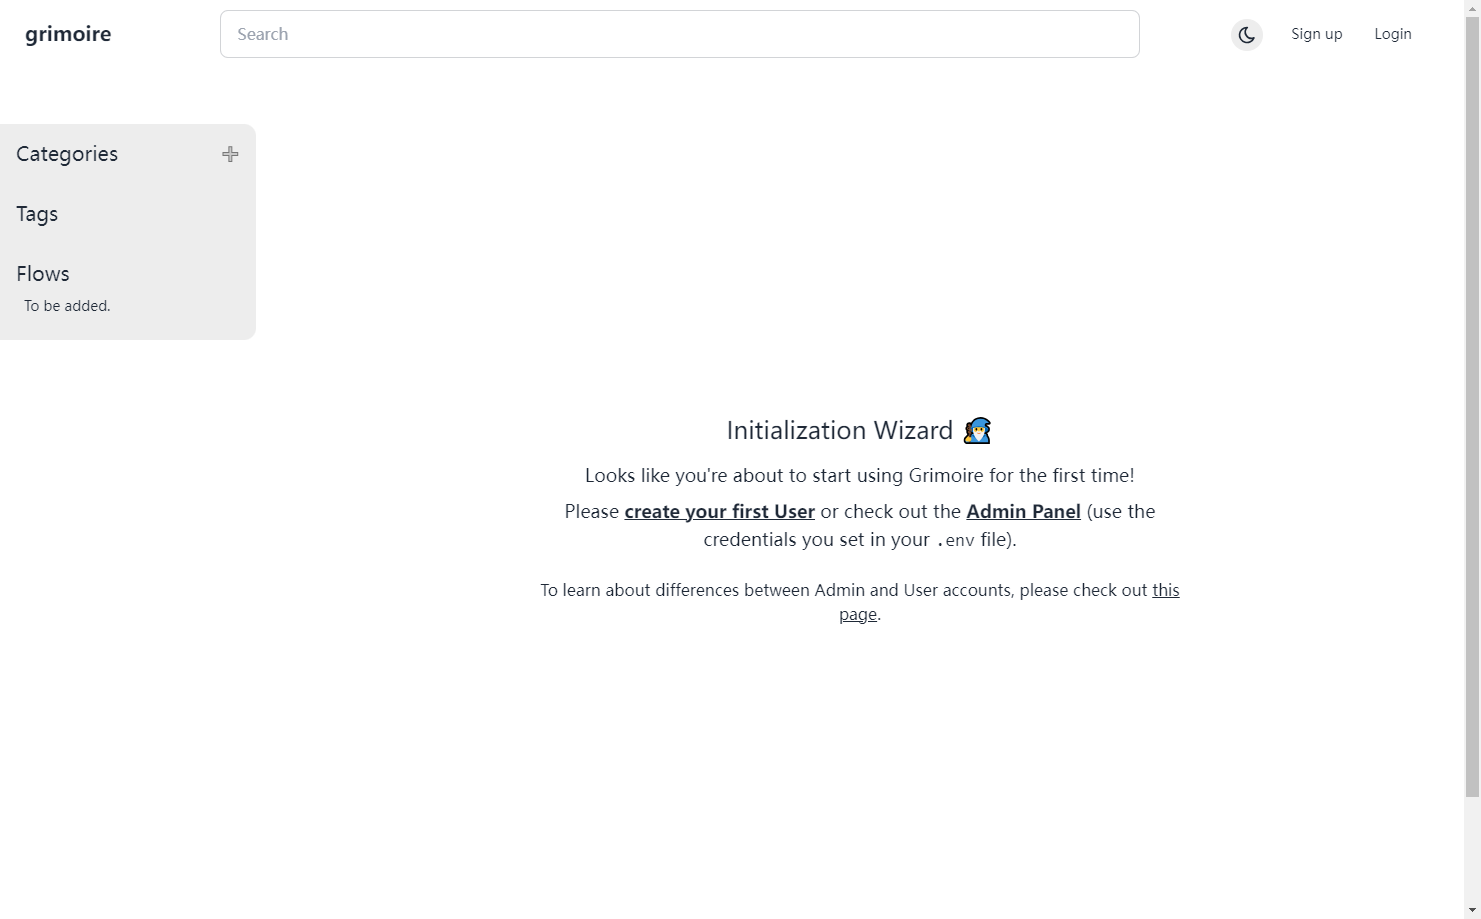 grimoire
Search
Sign up
Login
Categories
Tags
Flows
To be added.
Initialization Wizard
Looks like you're about to start using Grimoire for the first time!
Please create your first User or check out the Admin Panel (use the
credentials you set in your .env file).
To learn about differences between Admin and User accounts, please check out this
page.